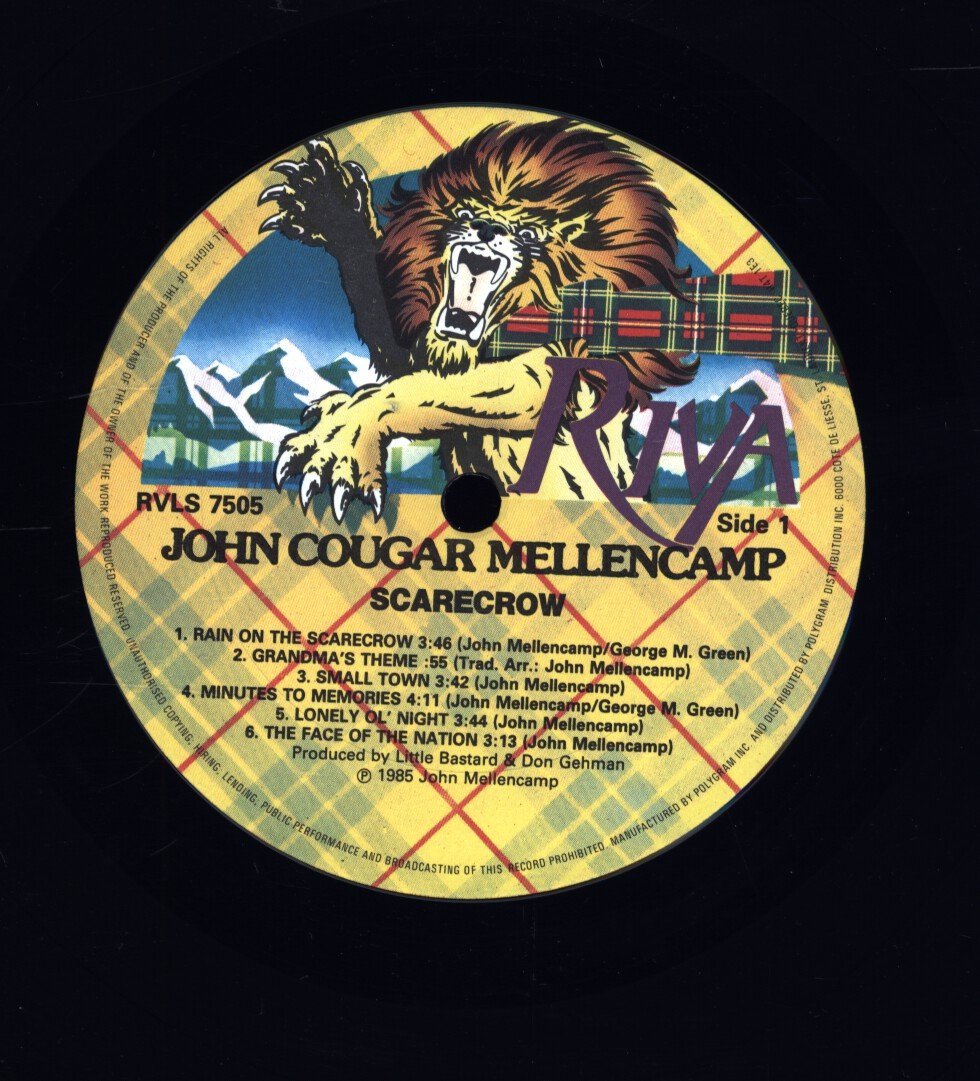 RIVA
RVLS 7505
Side 1
JOHN COUGAR MELLENCAMP
SCARECROW
1. RAIN ON THE SCARECROW 3:46 (John Mellencamp/George M. Green)
2. GRANDMA'S THEME :55 (Trad. Arr.: John Mellencamp)
3. SMALL TOWN 3:42 (John Mellencamp)
4. MINUTES TO MEMORIES 4:11 (John Mellencamp/George M. Green)
5. LONELY OL' NIGHT 3:44 (John Mellencamp)
6. THE FACE OF THE NATION 3:13 (John Mellencamp)
Produced by Little Bastard & Don Gehman
℗ 1985 John Mellencamp
ALL RIGHTS OF THE PRODUCER AND OF THE OWNER OF THE WORK REPRODUCED RESERVED. UNAUTHORISED COPYING, HIRING, LENDING, PUBLIC PERFORMANCE AND BROADCASTING OF THIS RECORD PROHIBITED. MANUFACTURED BY POLYGRAM INC. AND DISTRIBUTED BY POLYGRAM DISTRIBUTION INC. 6000 COTE DE LIESSE,